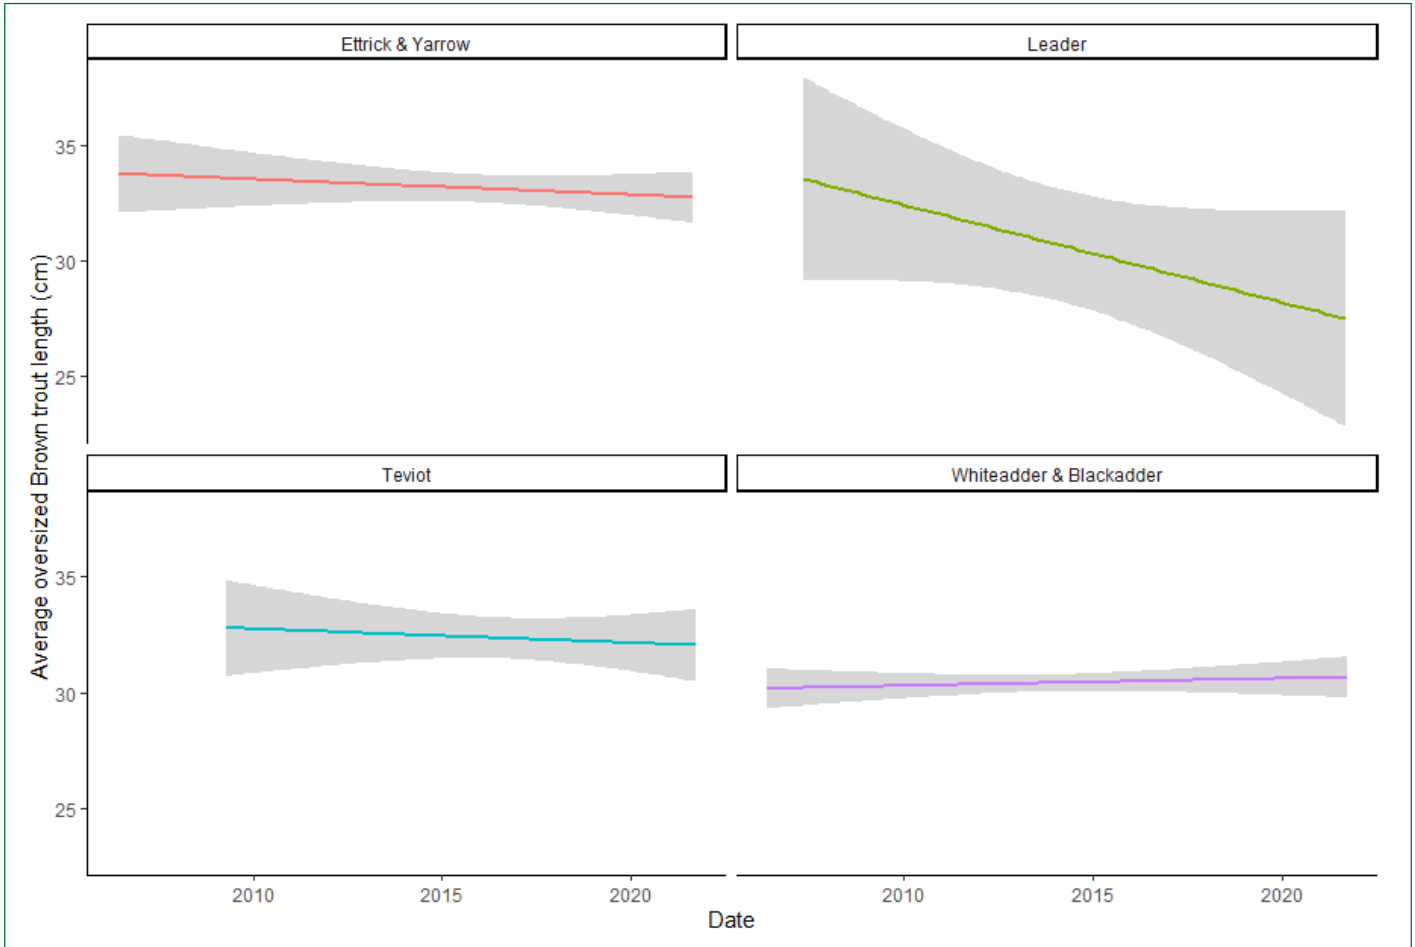 Ettrick & Yarrow
Leader
35
30
25
Average oversized Brown trout length (cm)
Teviot
Whiteadder & Blackadder
35
30
25
2010
2015
2020
2010
2015
2020
Date